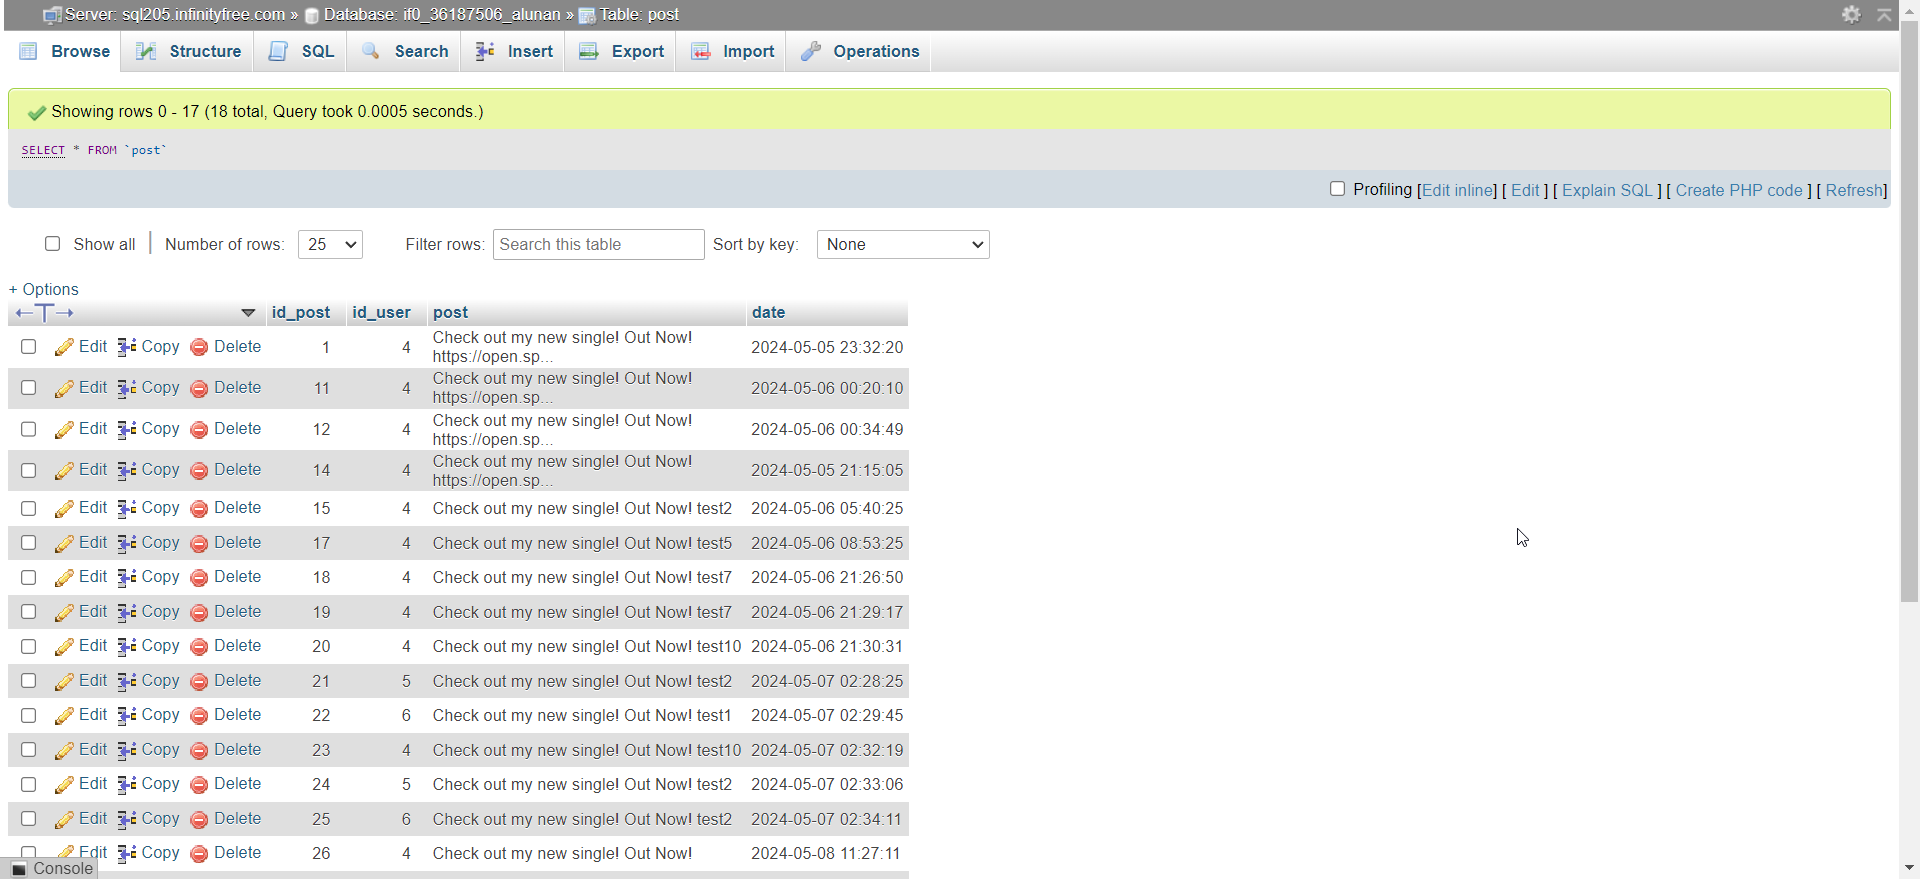 Server: sql205.infinityfree.com » Database: if0_36187506_alunan » Table: post
Browse Structure SQL Search Insert Export Import Operations
Showing rows 0 - 17 (18 total, Query took 0.0005 seconds.)
SELECT * FROM `post`
Profiling [Edit inline] [ Edit ] [ Explain SQL ] [ Create PHP code ] [ Refresh]
Show all Number of rows: 25 Filter rows: Search this table Sort by key: None
+ Options
←T→ id_post id_user post date
Edit Copy Delete 1 4 Check out my new single! Out Now! 2024-05-05 23:32:20
https://open.sp...
Edit Copy Delete 11 4 Check out my new single! Out Now! 2024-05-06 00:20:10
https://open.sp...
Edit Copy Delete 12 4 Check out my new single! Out Now! 2024-05-06 00:34:49
https://open.sp...
Edit Copy Delete 14 4 Check out my new single! Out Now! 2024-05-05 21:15:05
https://open.sp...
Edit Copy Delete 15 4 Check out my new single! Out Now! test2 2024-05-06 05:40:25
Edit Copy Delete 17 4 Check out my new single! Out Now! test5 2024-05-06 08:53:25
Edit Copy Delete 18 4 Check out my new single! Out Now! test7 2024-05-06 21:26:50
Edit Copy Delete 19 4 Check out my new single! Out Now! test7 2024-05-06 21:29:17
Edit Copy Delete 20 4 Check out my new single! Out Now! test10 2024-05-06 21:30:31
Edit Copy Delete 21 5 Check out my new single! Out Now! test2 2024-05-07 02:28:25
Edit Copy Delete 22 6 Check out my new single! Out Now! test1 2024-05-07 02:29:45
Edit Copy Delete 23 4 Check out my new single! Out Now! test10 2024-05-07 02:32:19
Edit Copy Delete 24 5 Check out my new single! Out Now! test2 2024-05-07 02:33:06
Edit Copy Delete 25 6 Check out my new single! Out Now! test2 2024-05-07 02:34:11
Edit Copy Delete 26 4 Check out my new single! Out Now! 2024-05-08 11:27:11
Console